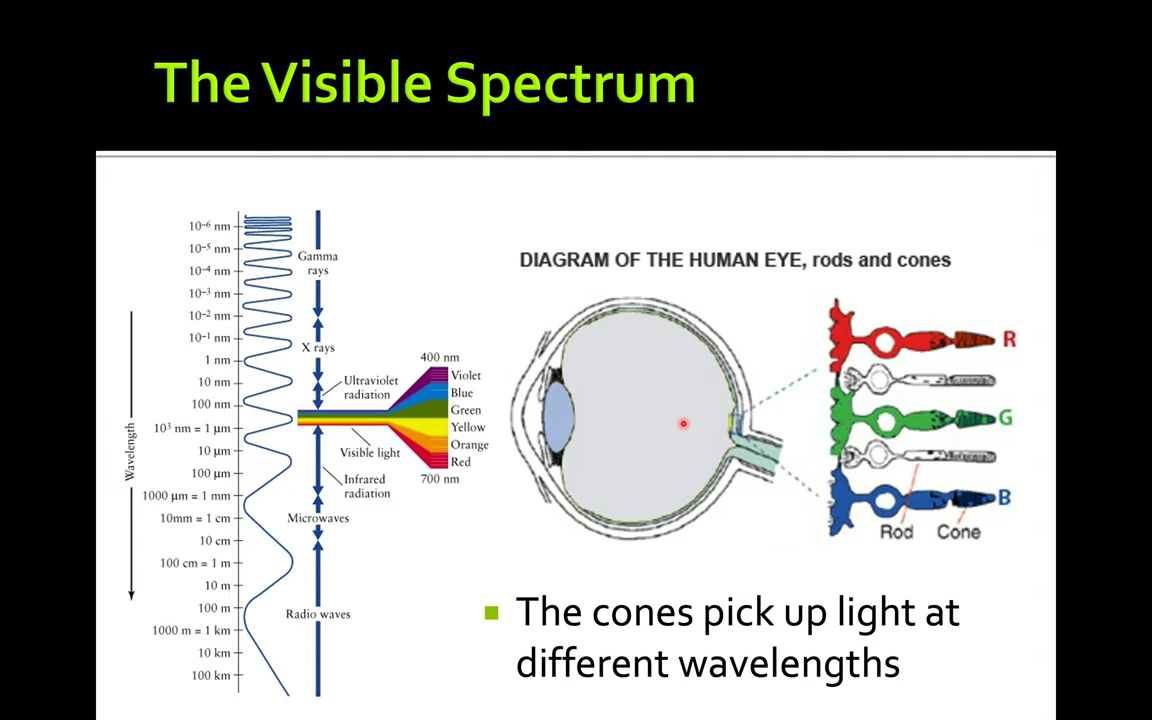 The Visible Spectrum
10⁻⁶ nm
10⁻⁵ nm
10⁻⁴ nm
10⁻³ nm
10⁻² nm
10⁻¹ nm
1 nm
10 nm
100 nm
10³ nm = 1 μm
10 μm
100 μm
1000 μm = 1 mm
10mm = 1 cm
10 cm
100 cm = 1 m
10 m
100 m
1000 m = 1 km
10 km
100 km
Wavelength
Gamma
rays
X rays
Ultraviolet
radiation
Visible light
Infrared
radiation
Microwaves
Radio waves
400 nm
Violet
Blue
Green
Yellow
Orange
Red
700 nm
DIAGRAM OF THE HUMAN EYE, rods and cones
R
G
B
Rod Cone
The cones pick up light at
different wavelengths